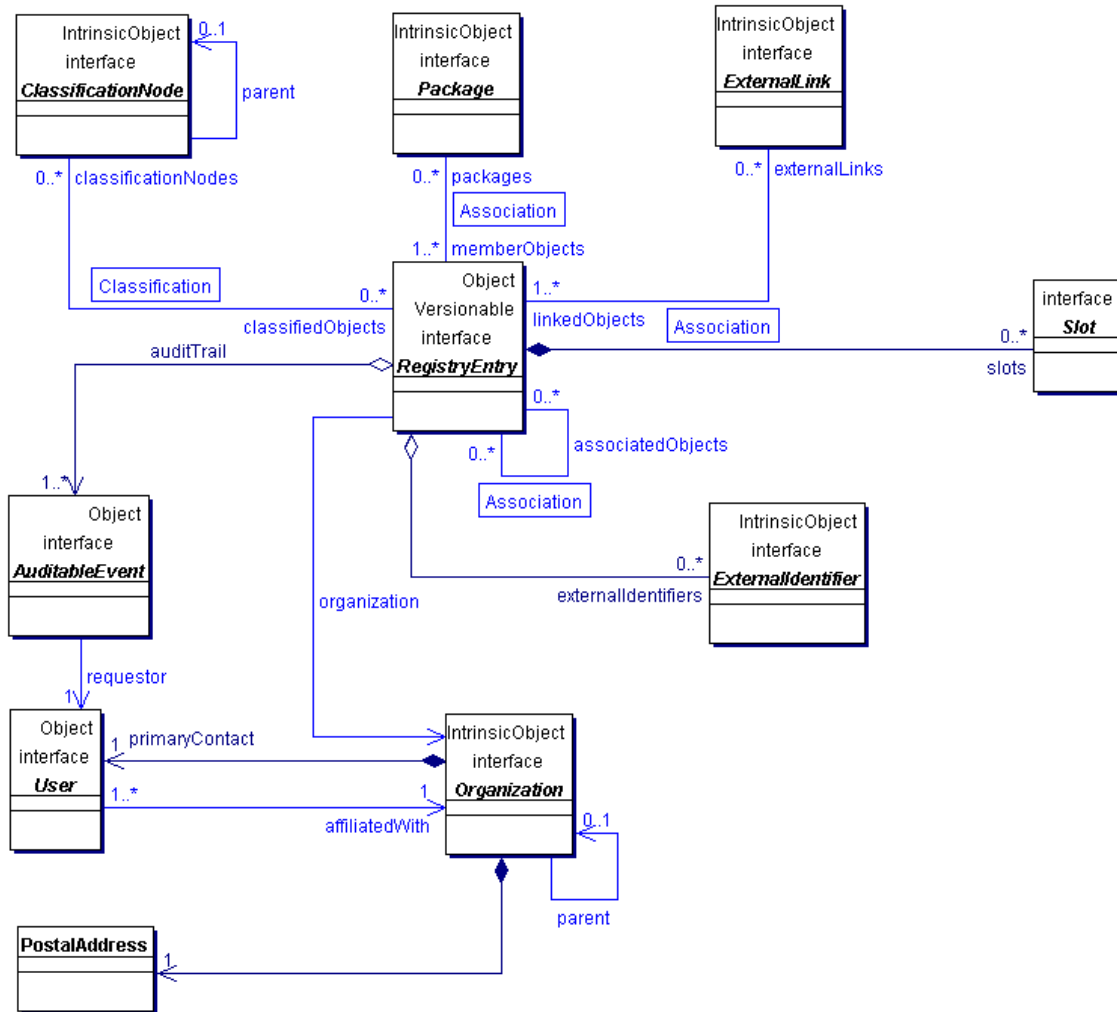 IntrinsicObject
interface
ClassificationNode
0..1
parent
0..*
classificationNodes
IntrinsicObject
interface
Package
0..*
packages
Association
1..*
memberObjects
IntrinsicObject
interface
ExternalLink
0..*
externalLinks
Classification
0..*
classifiedObjects
Object
Versionable
interface
RegistryEntry
1..*
linkedObjects
Association
interface
Slot
0..*
slots
auditTrail
1..*
0..*
associatedObjects
0..*
Association
Object
interface
AuditableEvent
IntrinsicObject
interface
ExternalIdentifier
0..*
externalIdentifiers
organization
requestor
1
Object
interface
User
1
primaryContact
1..*
1
affiliatedWith
IntrinsicObject
interface
Organization
0..1
parent
PostalAddress
1